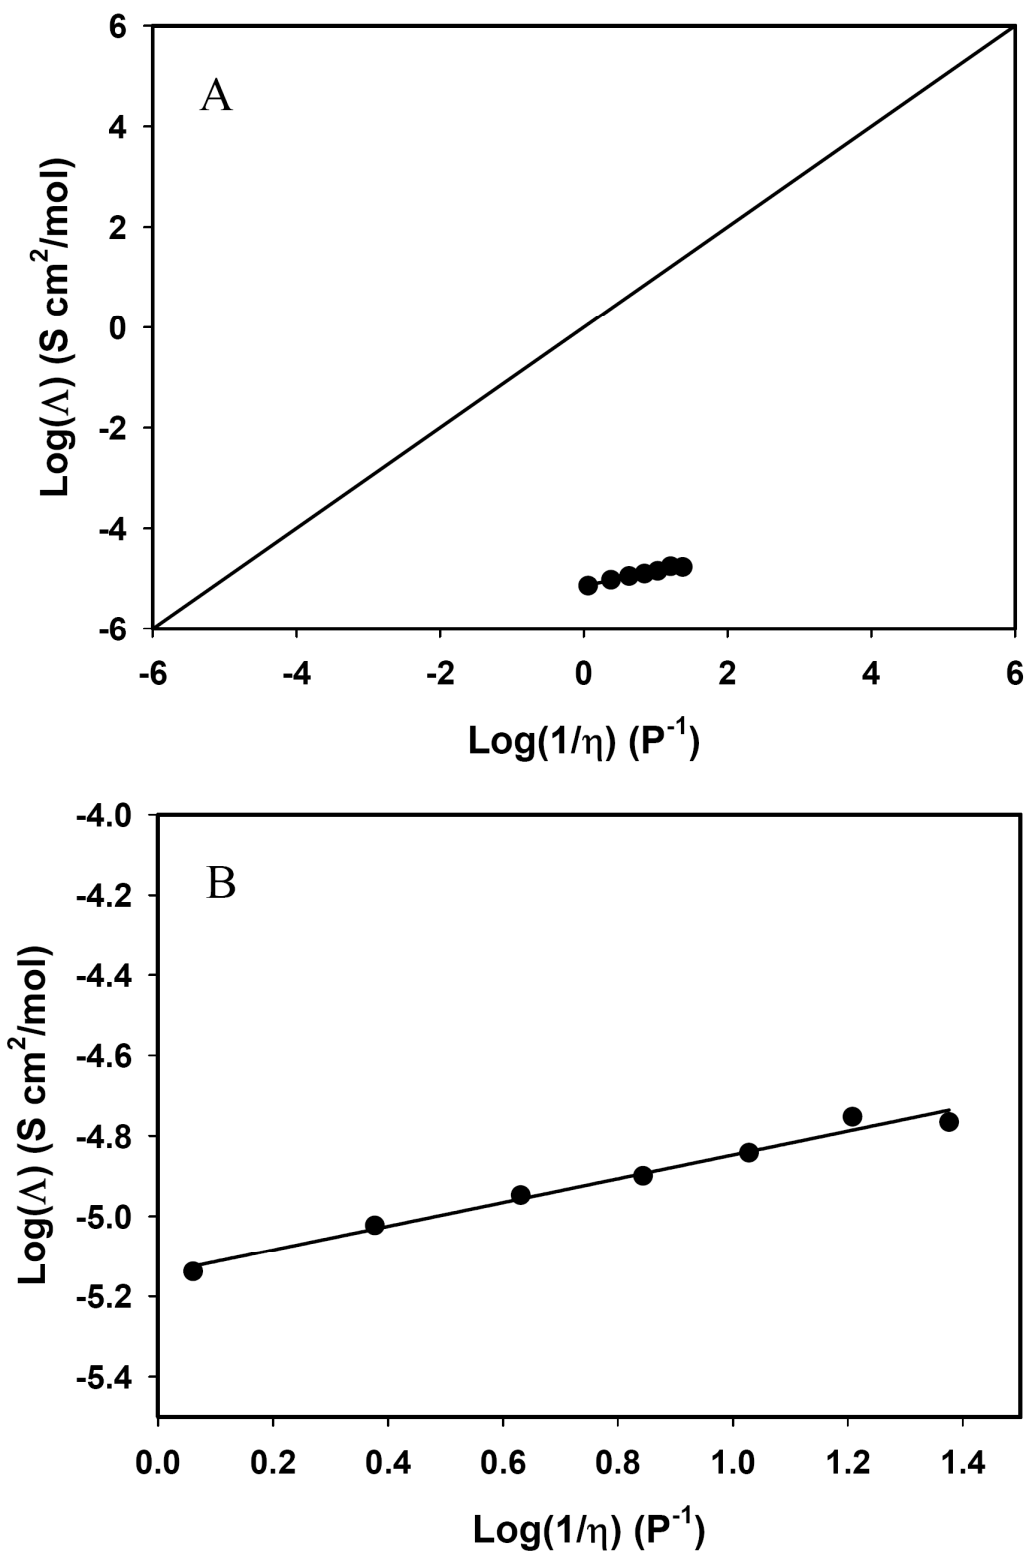 6
A
4
2
0
-2
-4
-6
Log(Λ) (S cm²/mol)
-6 -4 -2 0 2 4 6
Log(1/η) (P⁻¹)
-4.0
B
-4.2
-4.4
-4.6
-4.8
-5.0
-5.2
-5.4
Log(Λ) (S cm²/mol)
0.0 0.2 0.4 0.6 0.8 1.0 1.2 1.4
Log(1/η) (P⁻¹)